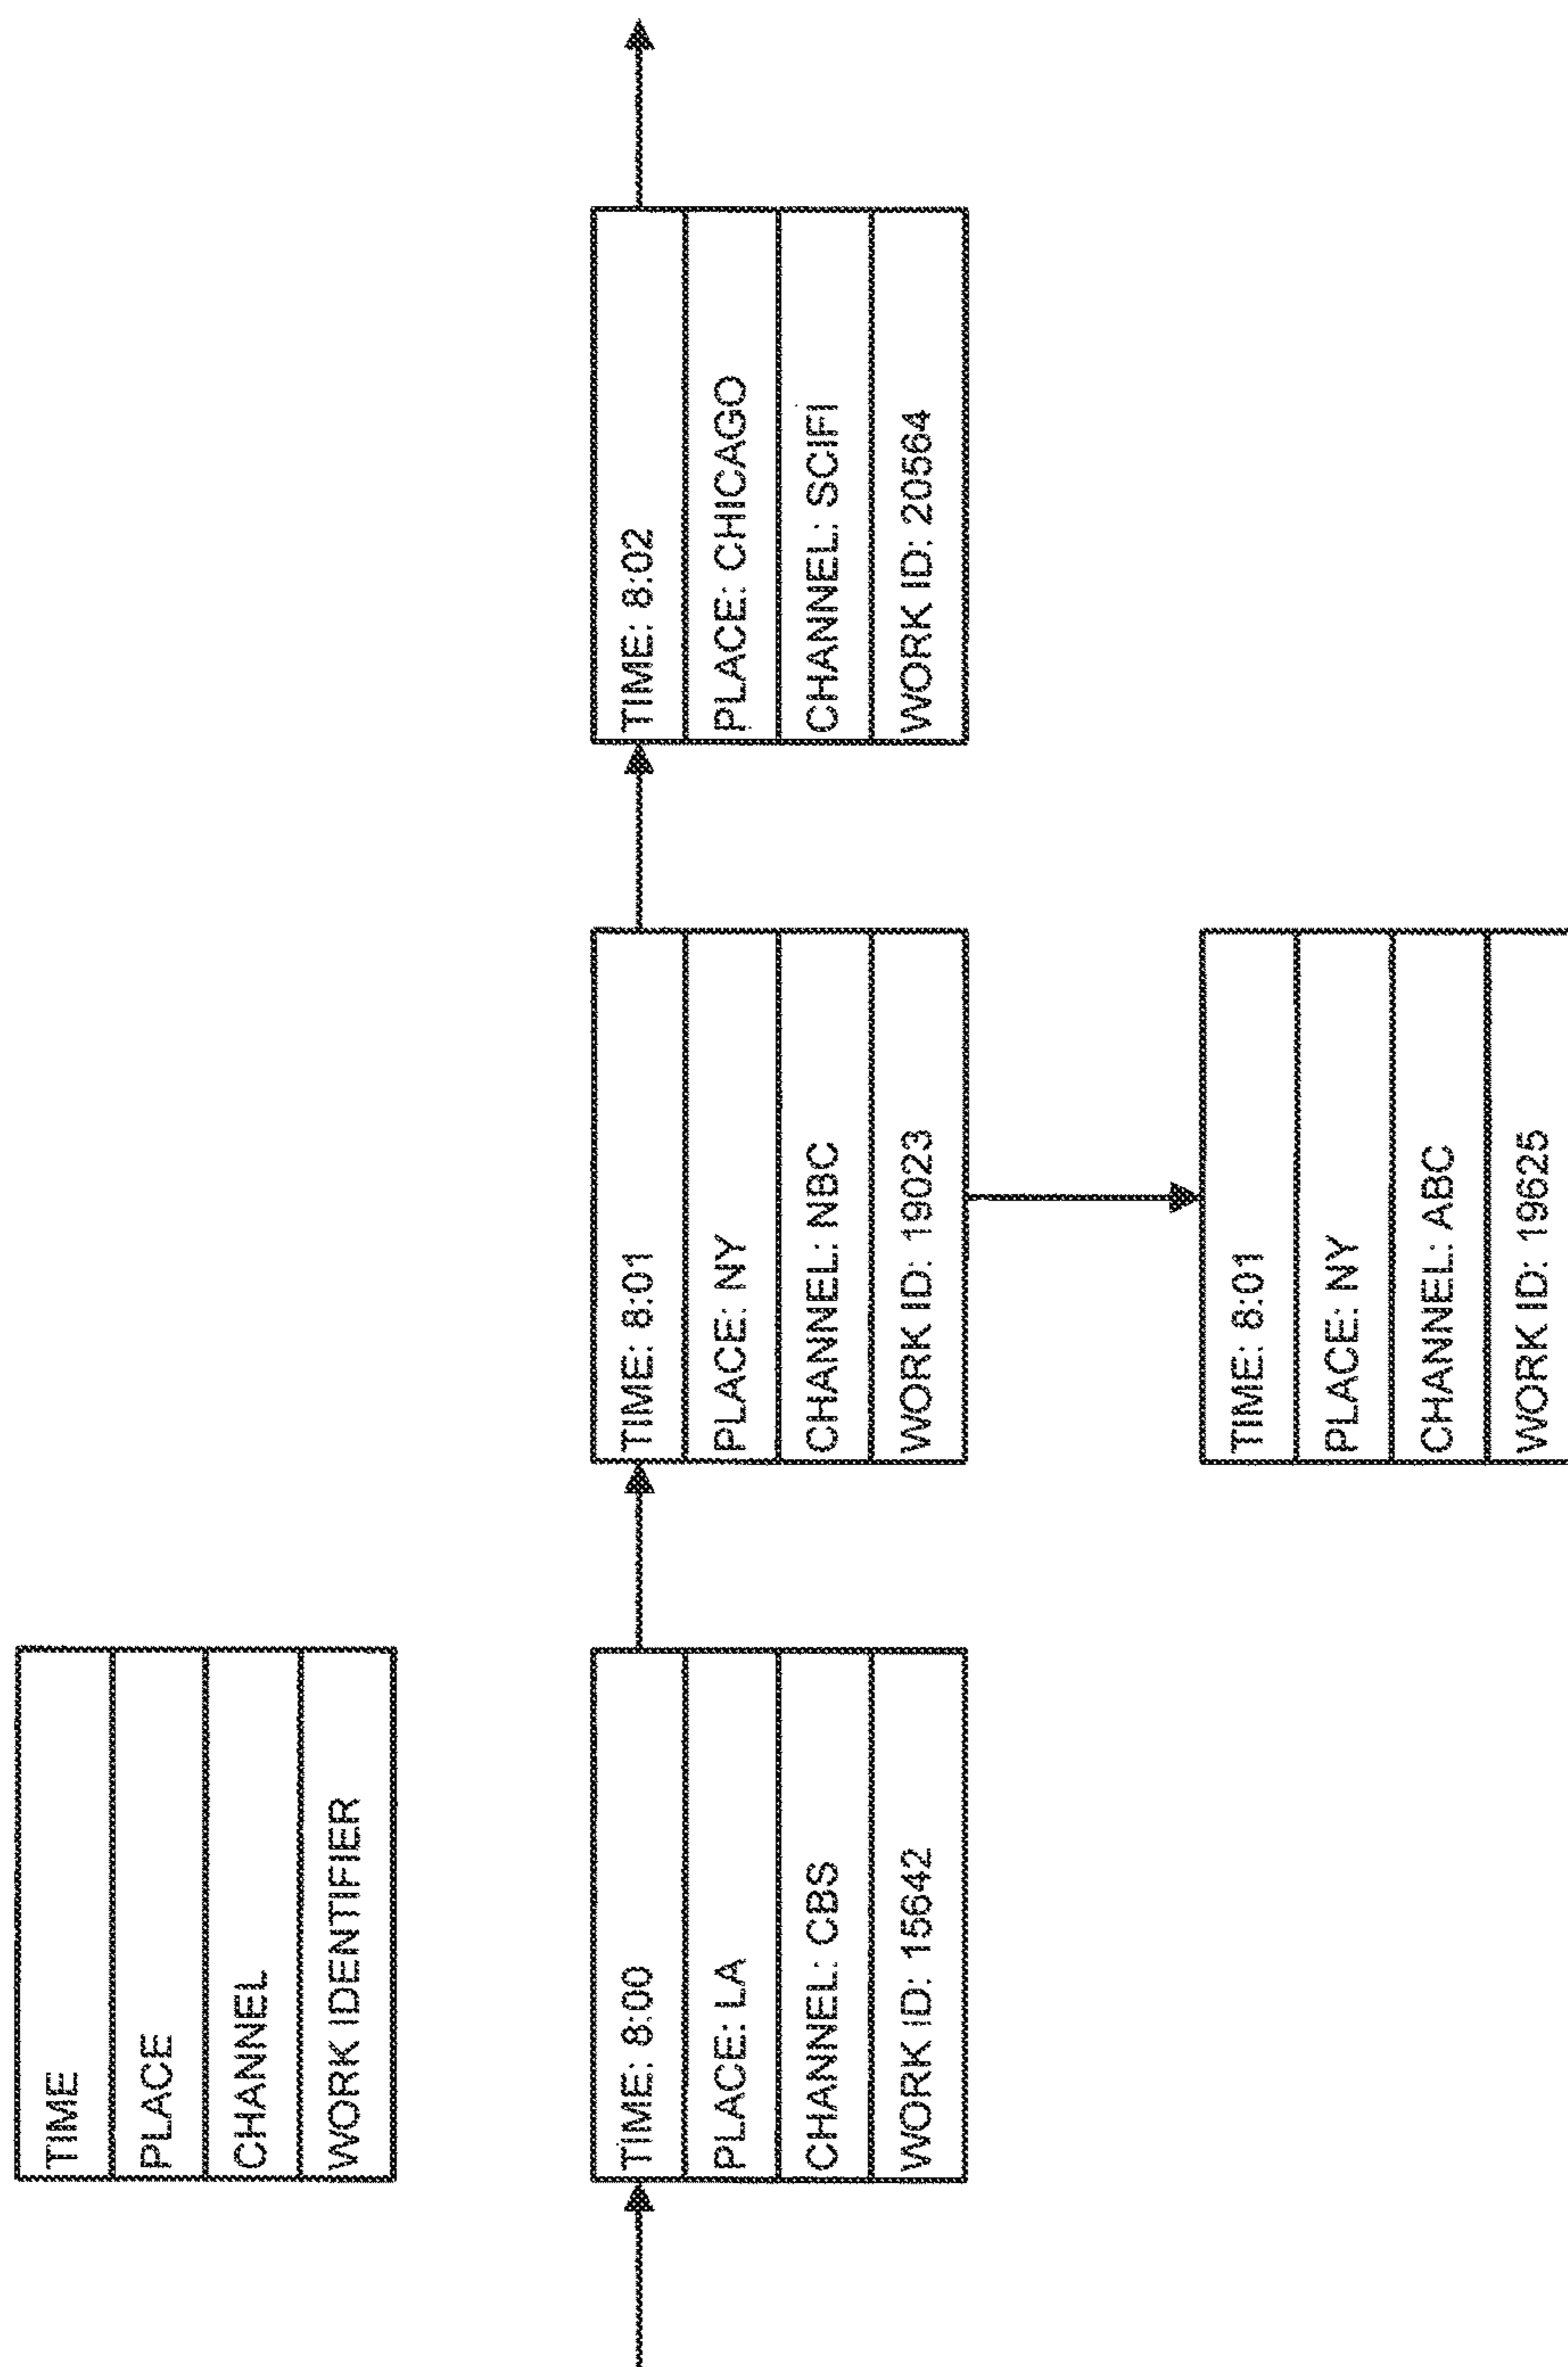 TIME
PLACE
CHANNEL
WORK IDENTIFIER
TIME: 8:00
PLACE: LA
CHANNEL: CBS
WORK ID: 15642
TIME: 8:01
PLACE: NY
CHANNEL: NBC
WORK ID: 19023
TIME: 8:02
PLACE: CHICAGO
CHANNEL: SCIFI
WORK ID: 20564
TIME: 8:01
PLACE: NY
CHANNEL: ABC
WORK ID: 19625